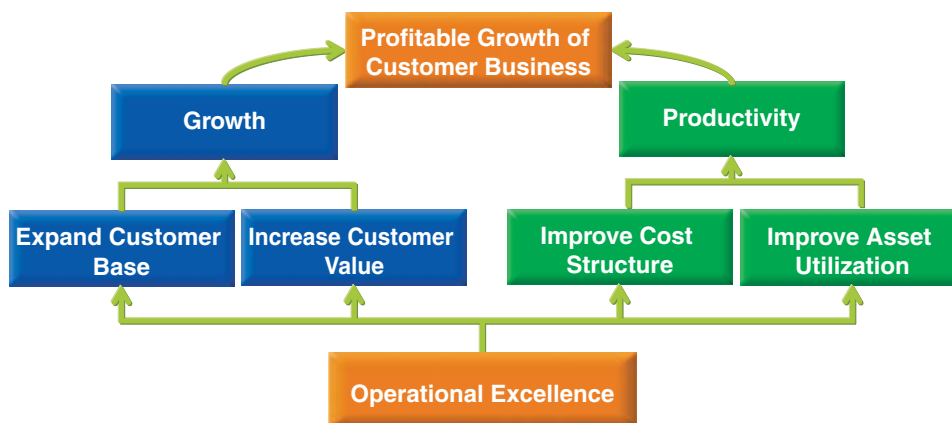 Profitable Growth of
Customer Business
Growth
Productivity
Expand Customer
Base
Increase Customer
Value
Improve Cost
Structure
Improve Asset
Utilization
Operational Excellence